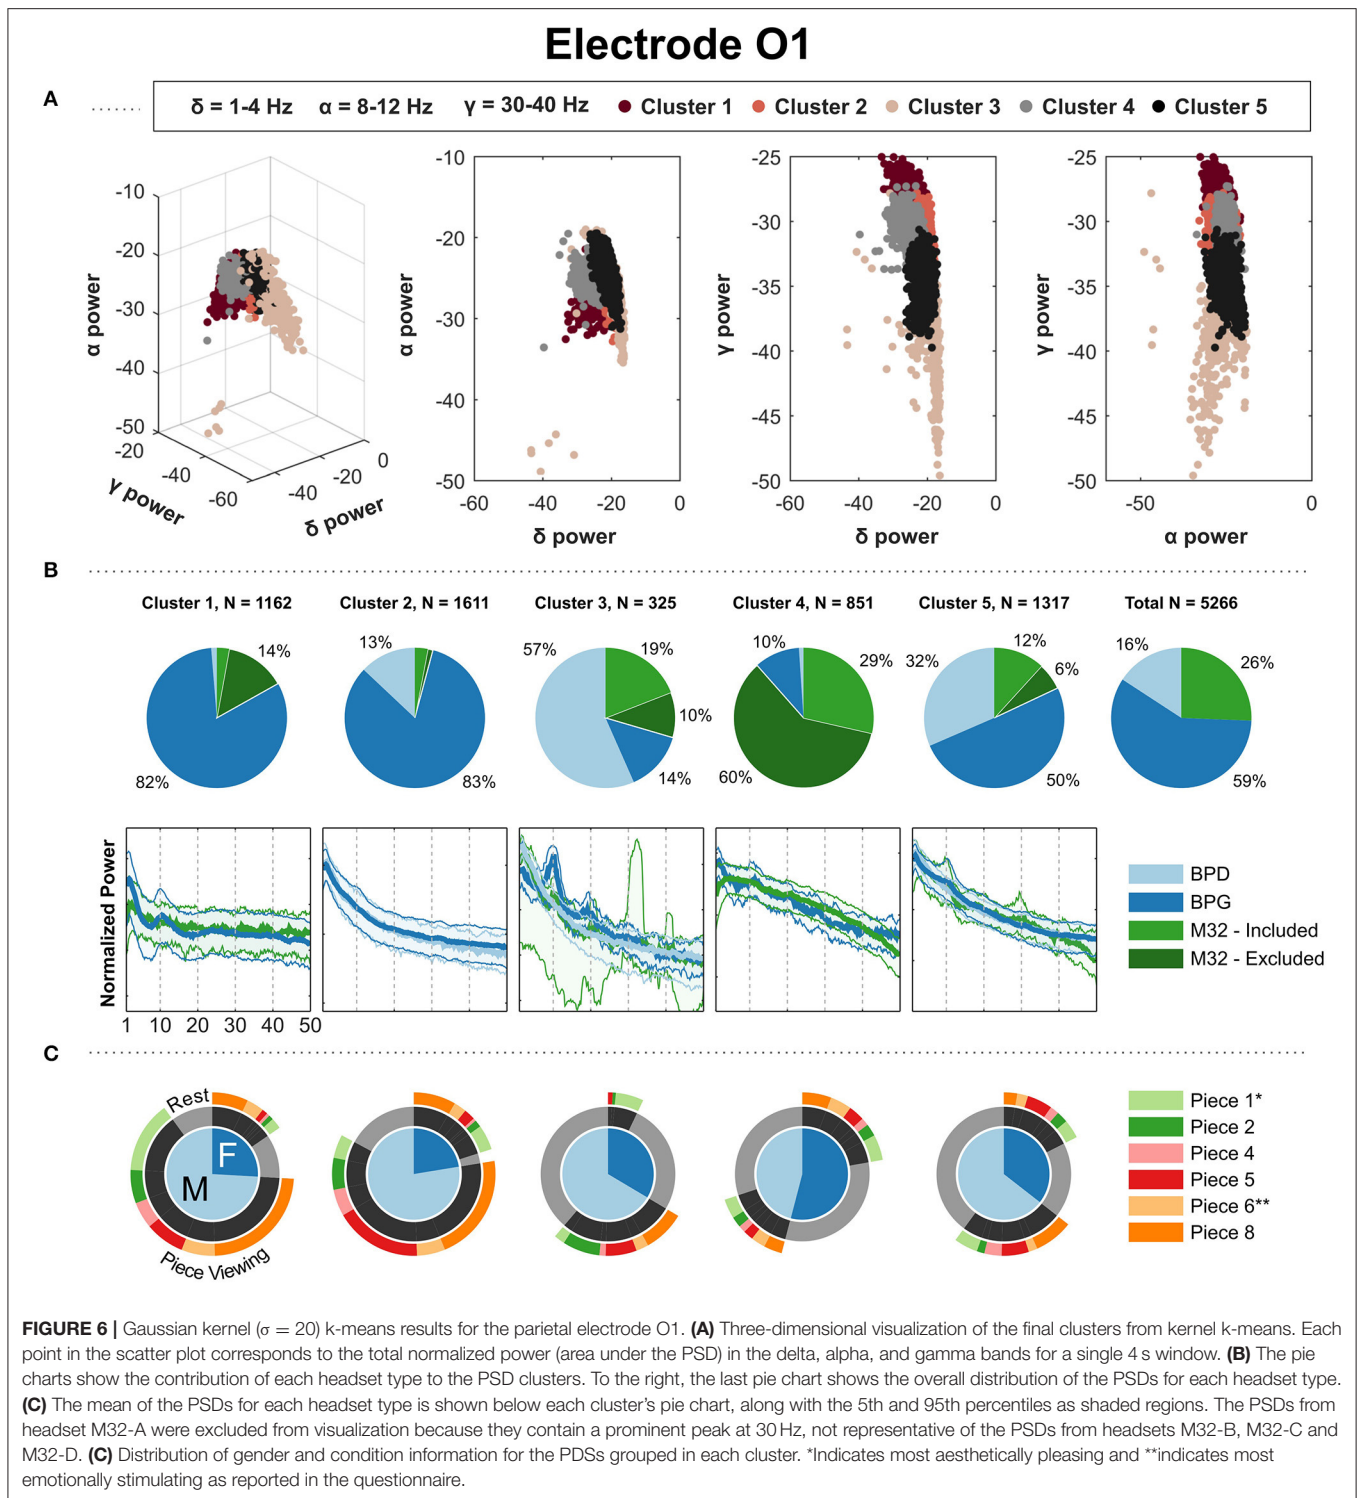 Electrode O1
A
δ = 1-4 Hz α = 8-12 Hz γ = 30-40 Hz Cluster 1 Cluster 2 Cluster 3 Cluster 4 Cluster 5
-10
-20
-30
-40
-50
α power
-20
-40
-60
γ power
-20
0
δ power
-10
-20
-30
-40
-50
α power
-60
-40
-20
0
δ power
-25
-30
-35
-40
-45
-50
γ power
-60
-40
-20
0
δ power
-25
-30
-35
-40
-45
-50
γ power
-50
0
α power
B
Cluster 1, N = 1162
14%
82%
Cluster 2, N = 1611
13%
83%
Cluster 3, N = 325
57%
19%
10%
14%
Cluster 4, N = 851
10%
29%
60%
Cluster 5, N = 1317
32%
12%
6%
50%
Total N = 5266
16%
26%
59%
Normalized Power
1 10 20 30 40 50
BPD
BPG
M32 - Included
M32 - Excluded
C
Rest
F
M
Piece Viewing
Piece 1*
Piece 2
Piece 4
Piece 5
Piece 6**
Piece 8
FIGURE 6 | Gaussian kernel (σ = 20) k-means results for the parietal electrode O1. (A) Three-dimensional visualization of the final clusters from kernel k-means. Each
point in the scatter plot corresponds to the total normalized power (area under the PSD) in the delta, alpha, and gamma bands for a single 4 s window. (B) The pie
charts show the contribution of each headset type to the PSD clusters. To the right, the last pie chart shows the overall distribution of the PSDs for each headset type.
(C) The mean of the PSDs for each headset type is shown below each cluster's pie chart, along with the 5th and 95th percentiles as shaded regions. The PSDs from
headset M32-A were excluded from visualization because they contain a prominent peak at 30 Hz, not representative of the PSDs from headsets M32-B, M32-C and
M32-D. (C) Distribution of gender and condition information for the PDSs grouped in each cluster. *Indicates most aesthetically pleasing and **indicates most
emotionally stimulating as reported in the questionnaire.